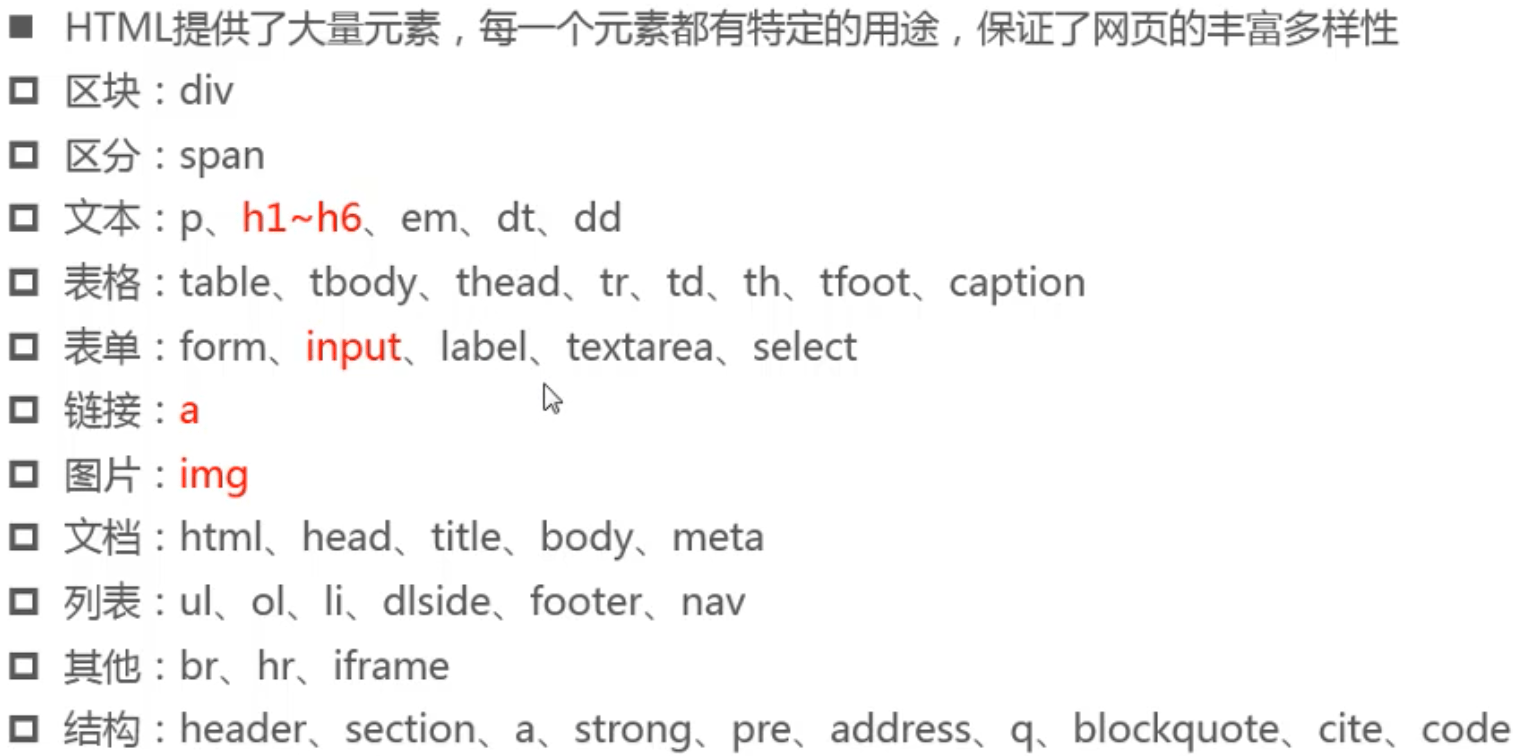 HTML提供了大量元素，每一个元素都有特定的用途，保证了网页的丰富多样性
区块：div
区分：span
文本：p、h1~h6、em、dt、dd
表格：table、tbody、thead、tr、td、th、tfoot、caption
表单：form、input、label、textarea、select
链接：a
图片：img
文档：html、head、title、body、meta
列表：ul、ol、li、dlside、footer、nav
其他：br、hr、iframe
结构：header、section、a、strong、pre、address、q、blockquote、cite、code